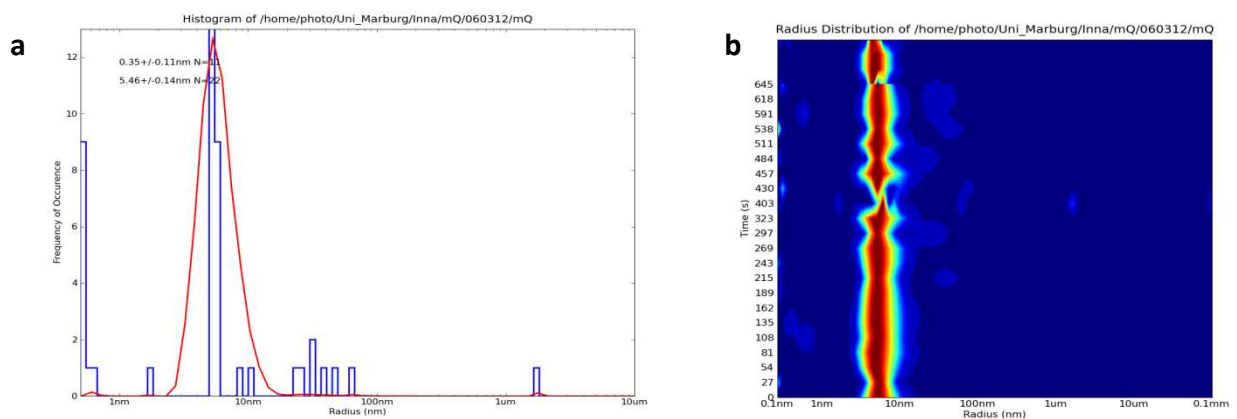 a
Histogram of /home/photo/Uni_Marburg/Inna/mQ/060312/mQ
12
10
8
6
4
2
0
Frequency of Occurence
0.35+/-0.11nm N=11
5.46+/-0.14nm N=22
1nm
10nm
100nm
1um
10um
Radius (nm)
b
Radius Distribution of /home/photo/Uni_Marburg/Inna/mQ/060312/mQ
645
618
591
538
511
484
457
430
403
323
297
269
243
215
189
162
135
108
81
54
27
0
Time (s)
0.1nm
1nm
10nm
100nm
1um
10um
0.1mm
Radius (nm)